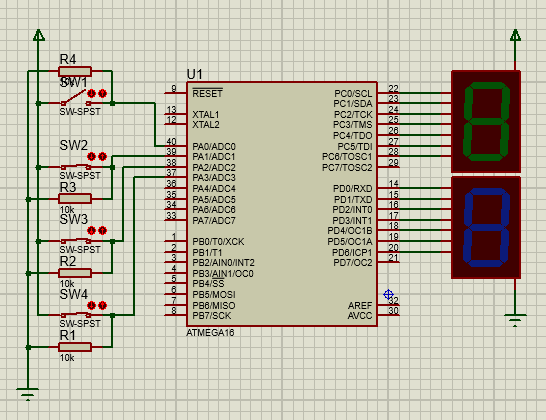 R4
SW1
SW-SPST
SW2
SW-SPST
R3
10k
SW3
SW-SPST
R2
10k
SW4
SW-SPST
R1
10k
U1
9 RESET PC0/SCL 22
PC1/SDA 23
13 XTAL1 PC2/TCK 24
12 XTAL2 PC3/TMS 25
PC4/TDO 26
40 PA0/ADC0 PC5/TDI 27
39 PA1/ADC1 PC6/TOSC1 28
38 PA2/ADC2 PC7/TOSC2 29
37 PA3/ADC3
36 PA4/ADC4 PD0/RXD 14
35 PA5/ADC5 PD1/TXD 15
34 PA6/ADC6 PD2/INT0 16
33 PA7/ADC7 PD3/INT1 17
PD4/OC1B 18
1 PB0/T0/XCK PD5/OC1A 19
2 PB1/T1 PD6/ICP1 20
3 PB2/AIN0/INT2 PD7/OC2 21
4 PB3/AIN1/OC0
5 PB4/SS
6 PB5/MOSI
7 PB6/MISO AREF 32
8 PB7/SCK AVCC 30
ATMEGA16